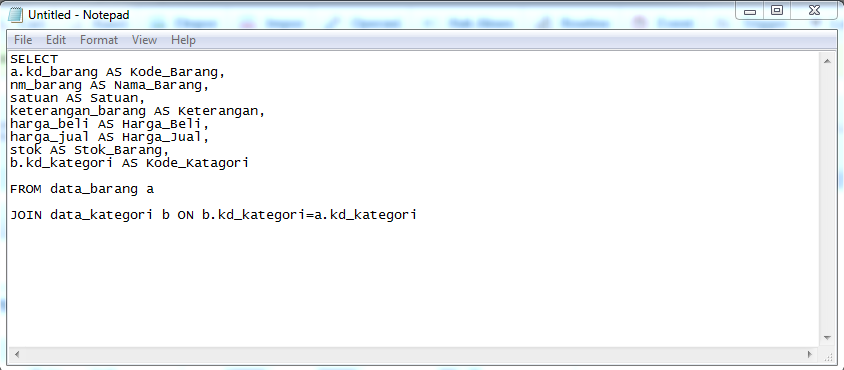 Untitled - Notepad
File Edit Format View Help
SELECT
a.kd_barang AS Kode_Barang,
nm_barang AS Nama_Barang,
satuan AS Satuan,
keterangan_barang AS Keterangan,
harga_beli AS Harga_Beli,
harga_jual AS Harga_Jual,
stok AS Stok_Barang,
b.kd_kategori AS Kode_Katagori
FROM data_barang a
JOIN data_kategori b ON b.kd_kategori=a.kd_kategori